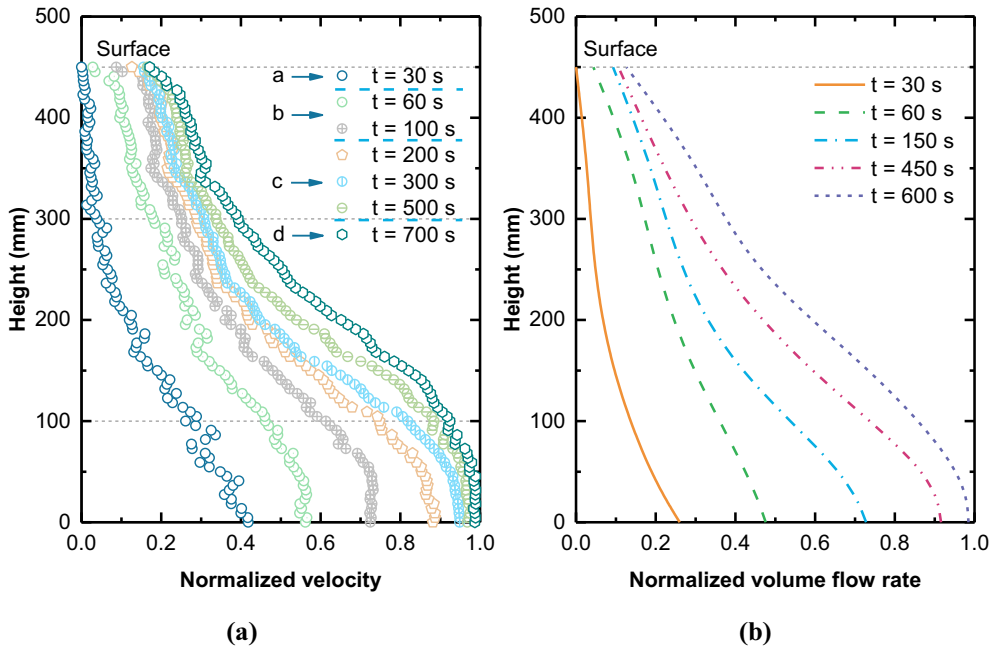 500
Surface
400
a
t = 30 s
b
t = 60 s
t = 100 s
t = 200 s
c
t = 300 s
t = 500 s
d
t = 700 s
300
200
100
0
0.0 0.2 0.4 0.6 0.8 1.0
Height (mm)
Normalized velocity
(a)
500
Surface
400
t = 30 s
t = 60 s
t = 150 s
t = 450 s
t = 600 s
300
200
100
0
0.0 0.2 0.4 0.6 0.8 1.0
Height (mm)
Normalized volume flow rate
(b)